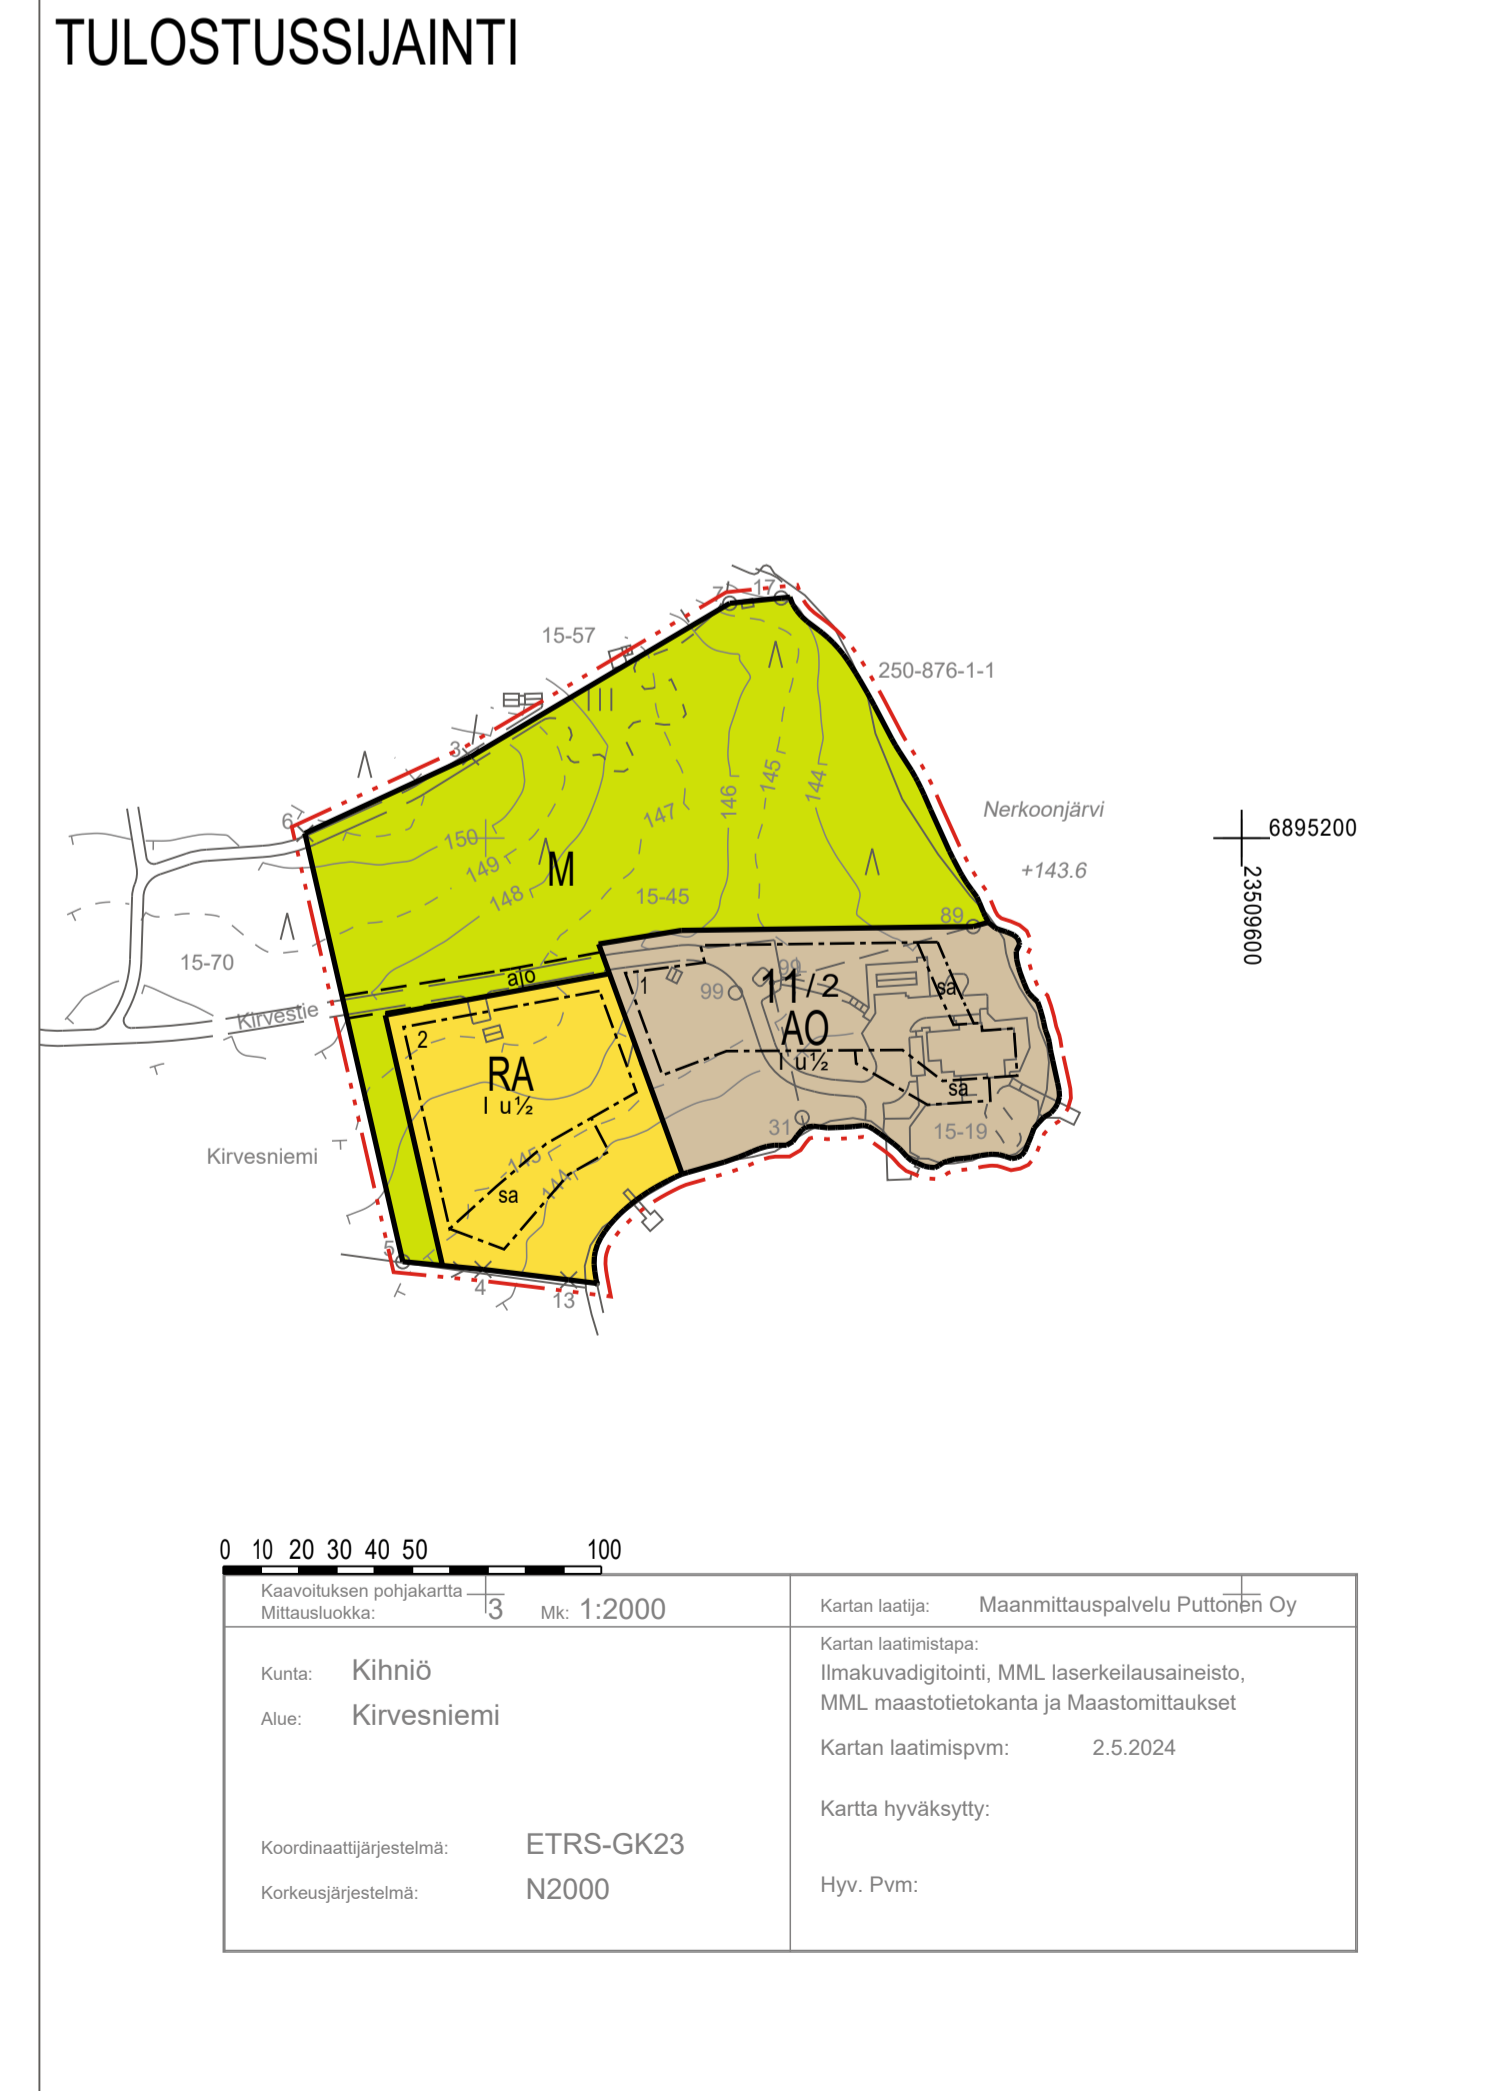 TULOSTUSSIJAINTI
7
17
15-57
250-876-1-1
3
Nerkoonjärvi
6
150
149
148
147
146
145
144
6895200
M
+143.6
23509600
15-45
89
15-70
a/o
1
99
99
11/2
sa
Kirvestie
2
AO
I u½
RA
I u½
sa
31
15-19
Kirvesniemi
145
144
sa
5
4
13
0 10 20 30 40 50 100
Kaavoituksen pohjakartta
Mittausluokka: 3 Mk: 1:2000
Kartan laatija: Maanmittauspalvelu Puttonen Oy
Kunta: Kihniö
Alue: Kirvesniemi
Koordinaattijärjestelmä: ETRS-GK23
Korkeusjärjestelmä: N2000
Kartan laatimistapa:
Ilmakuvadigitointi, MML laserkeilausaineisto,
MML maastotietokanta ja Maastomittaukset
Kartan laatimispvm: 2.5.2024
Kartta hyväksytty:
Hyv. Pvm: